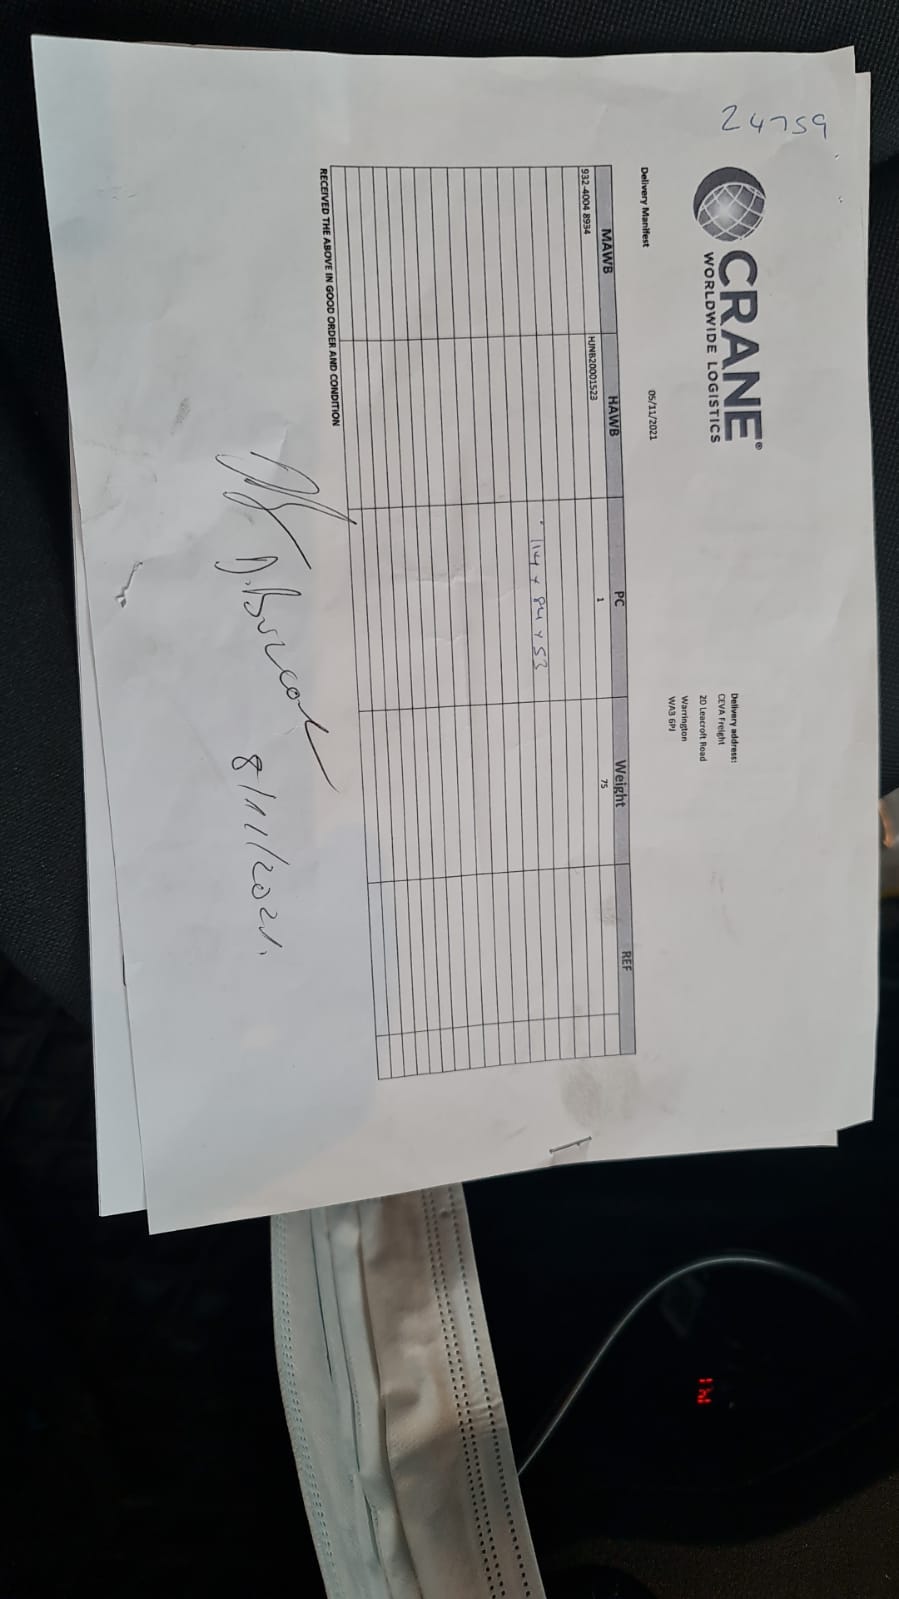 24759
CRANE®
WORLDWIDE LOGISTICS
Delivery address:
CEVA Freight
2D Leacroft Road
Warrington
WA3 6PJ
Delivery Manifest 05/11/2021
MAWB HAWB PC Weight REF
932-4004 8934 HJNB20001523 1 75
114 x 84 x 53
RECEIVED THE ABOVE IN GOOD ORDER AND CONDITION
8/11/2021.